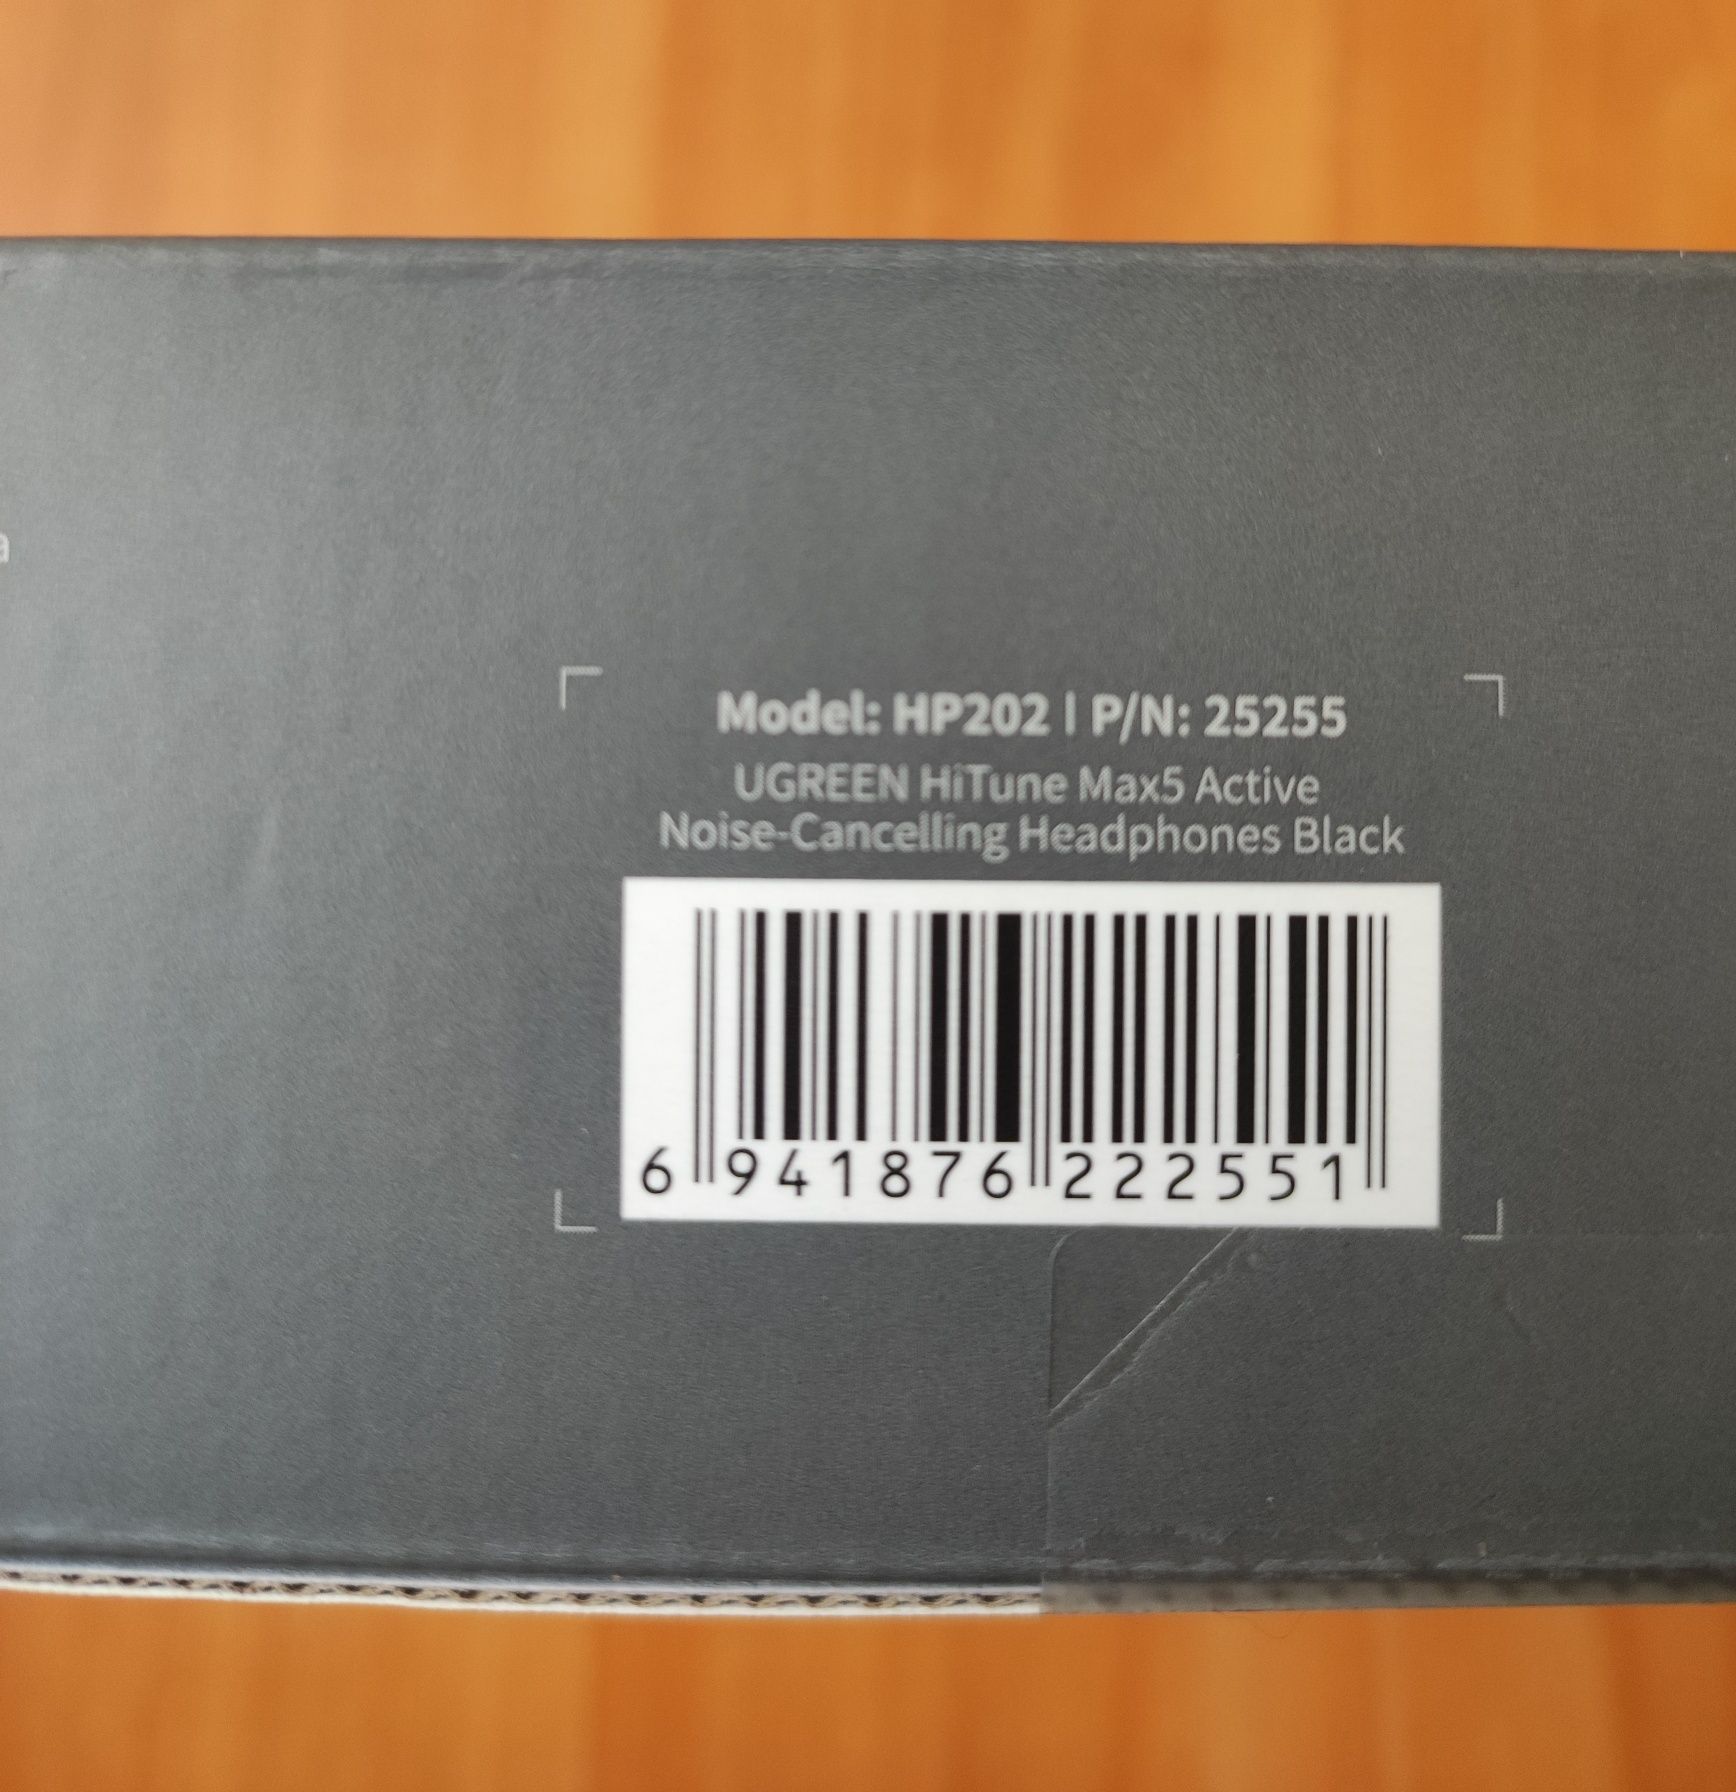 a
Model: HP202 | P/N: 25255
UGREEN HiTune Max5 Active
Noise-Cancelling Headphones Black
6 941876 222551